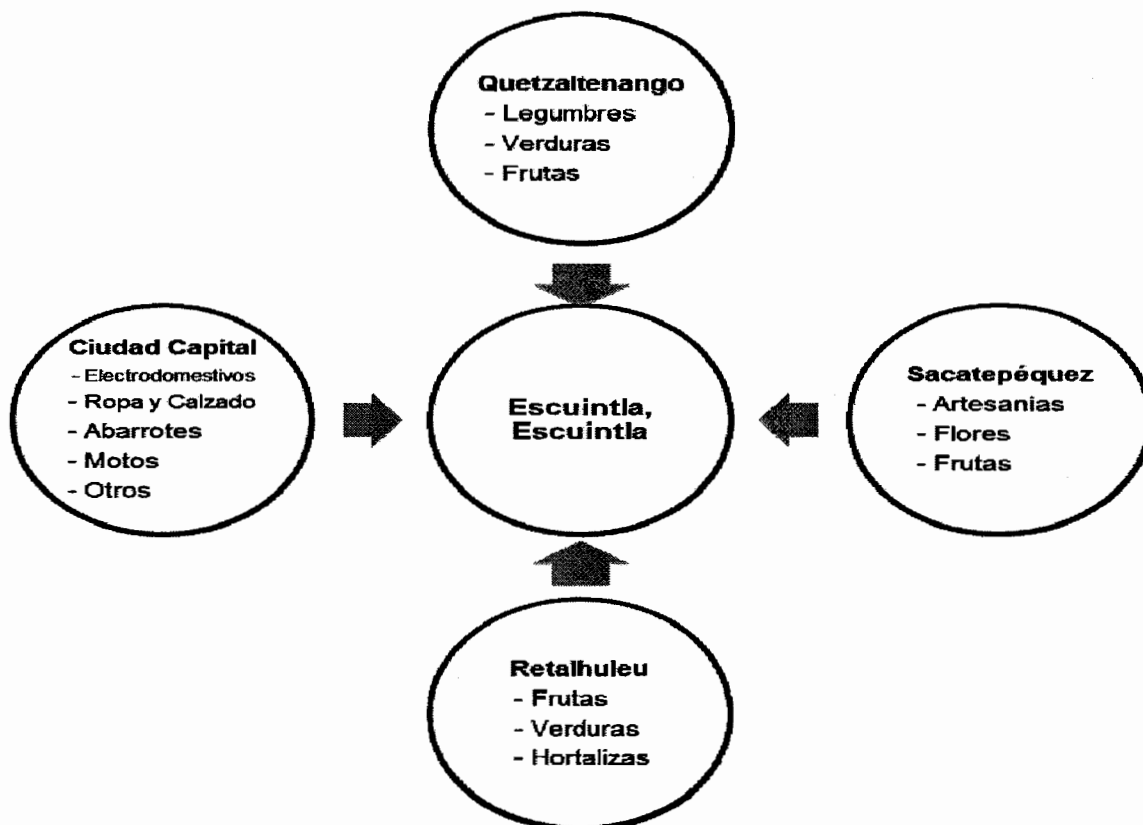 Quetzaltenango
- Legumbres
- Verduras
- Frutas
Ciudad Capital
- Electrodomestivos
- Ropa y Calzado
- Abarrotes
- Motos
- Otros
Escuintla,
Escuintla
Sacatepéquez
- Artesanias
- Flores
- Frutas
Retalhuleu
- Frutas
- Verduras
- Hortalizas